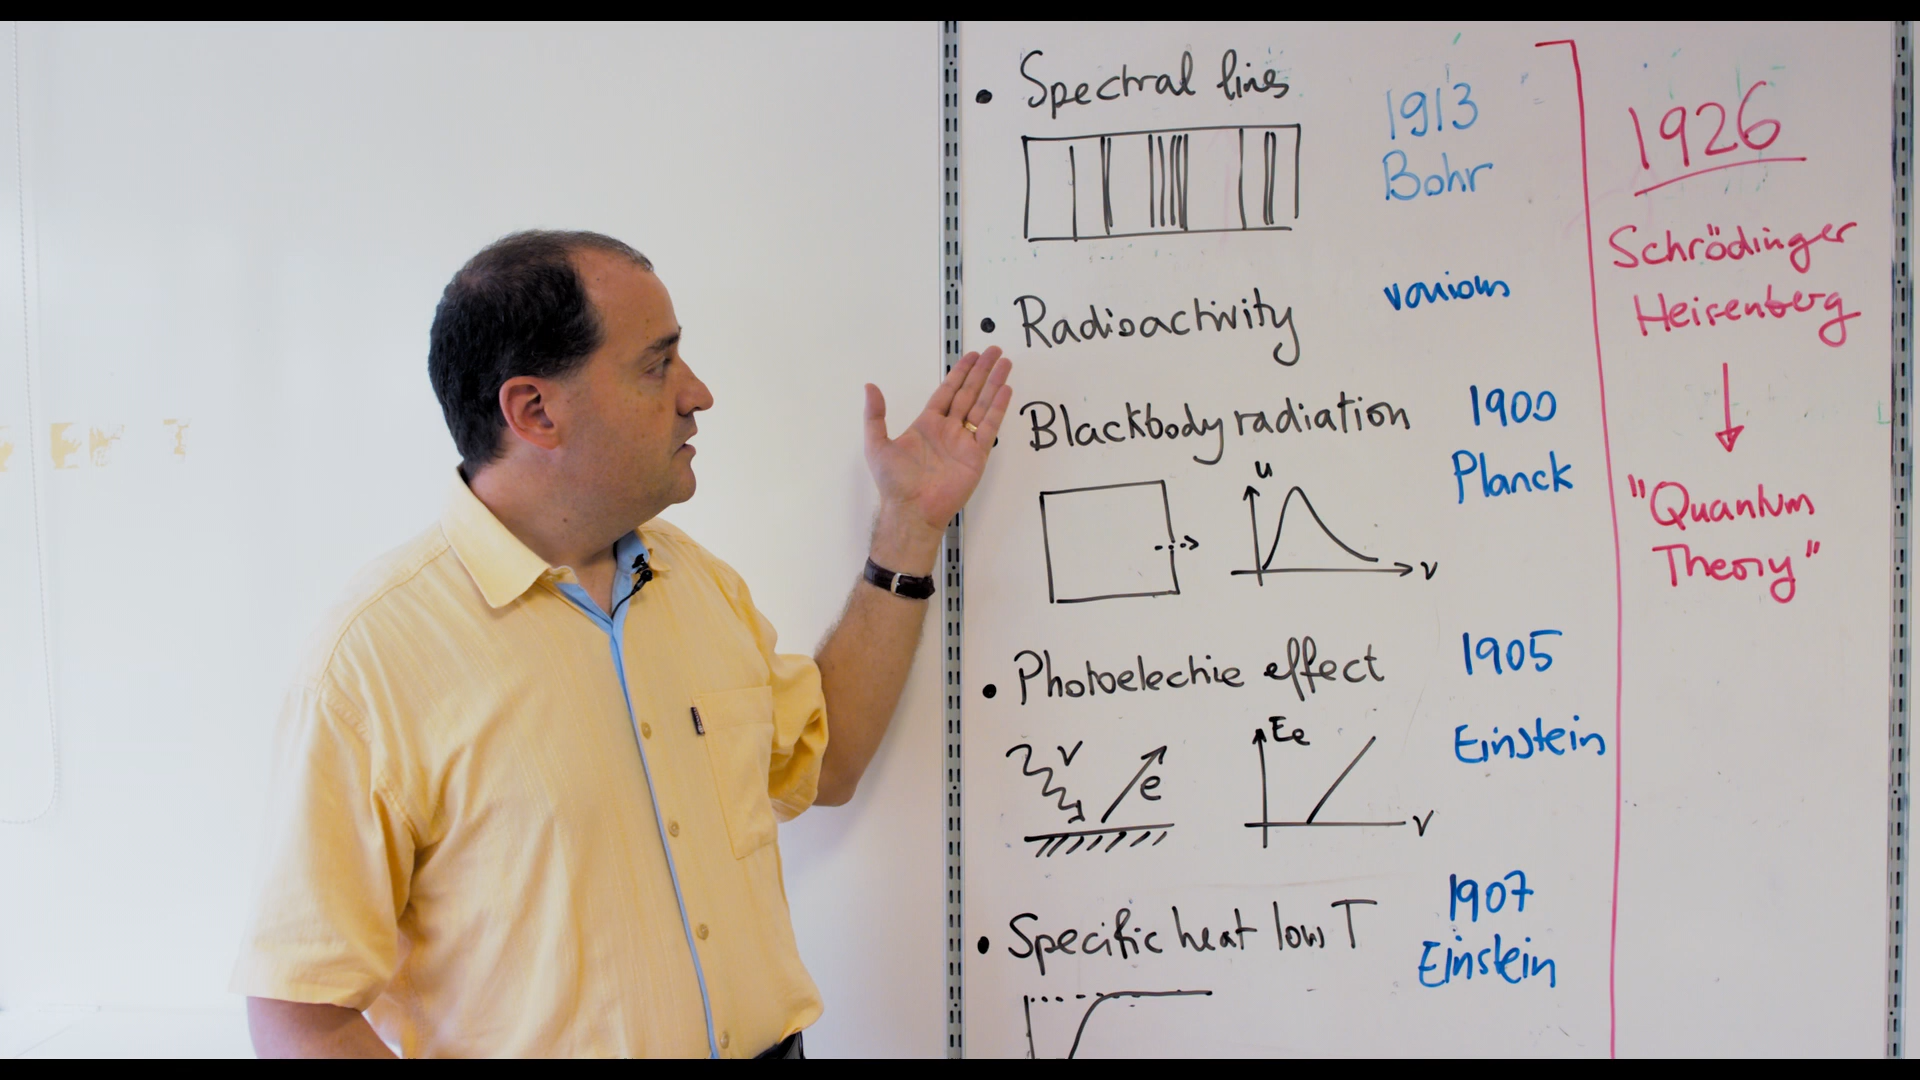 • Spectral lines
1913
Bohr
• Radioactivity
various
• Blackbody radiation
1900
Planck
u
ν
• Photoelectric effect
1905
Einstein
ν
e
Ee
ν
• Specific heat low T
1907
Einstein
1926
Schrödinger
Heisenberg
"Quantum
Theory"